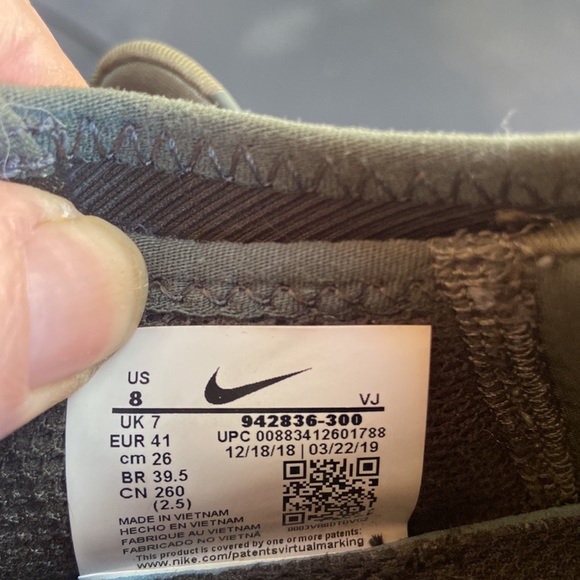 US
8 VJ
UK 7 942836-300
EUR 41 UPC 00883412601788
cm 26 12/18/18 | 03/22/19
BR 39.5
CN 260
(2.5)
MADE IN VIETNAM
HECHO EN VIETNAM
FABRIQUE AU VIETNAM
FABRICADO NO VIETNÃ
This product is covered by one or more patents:
www.nike.com/patentsvirtualmarking